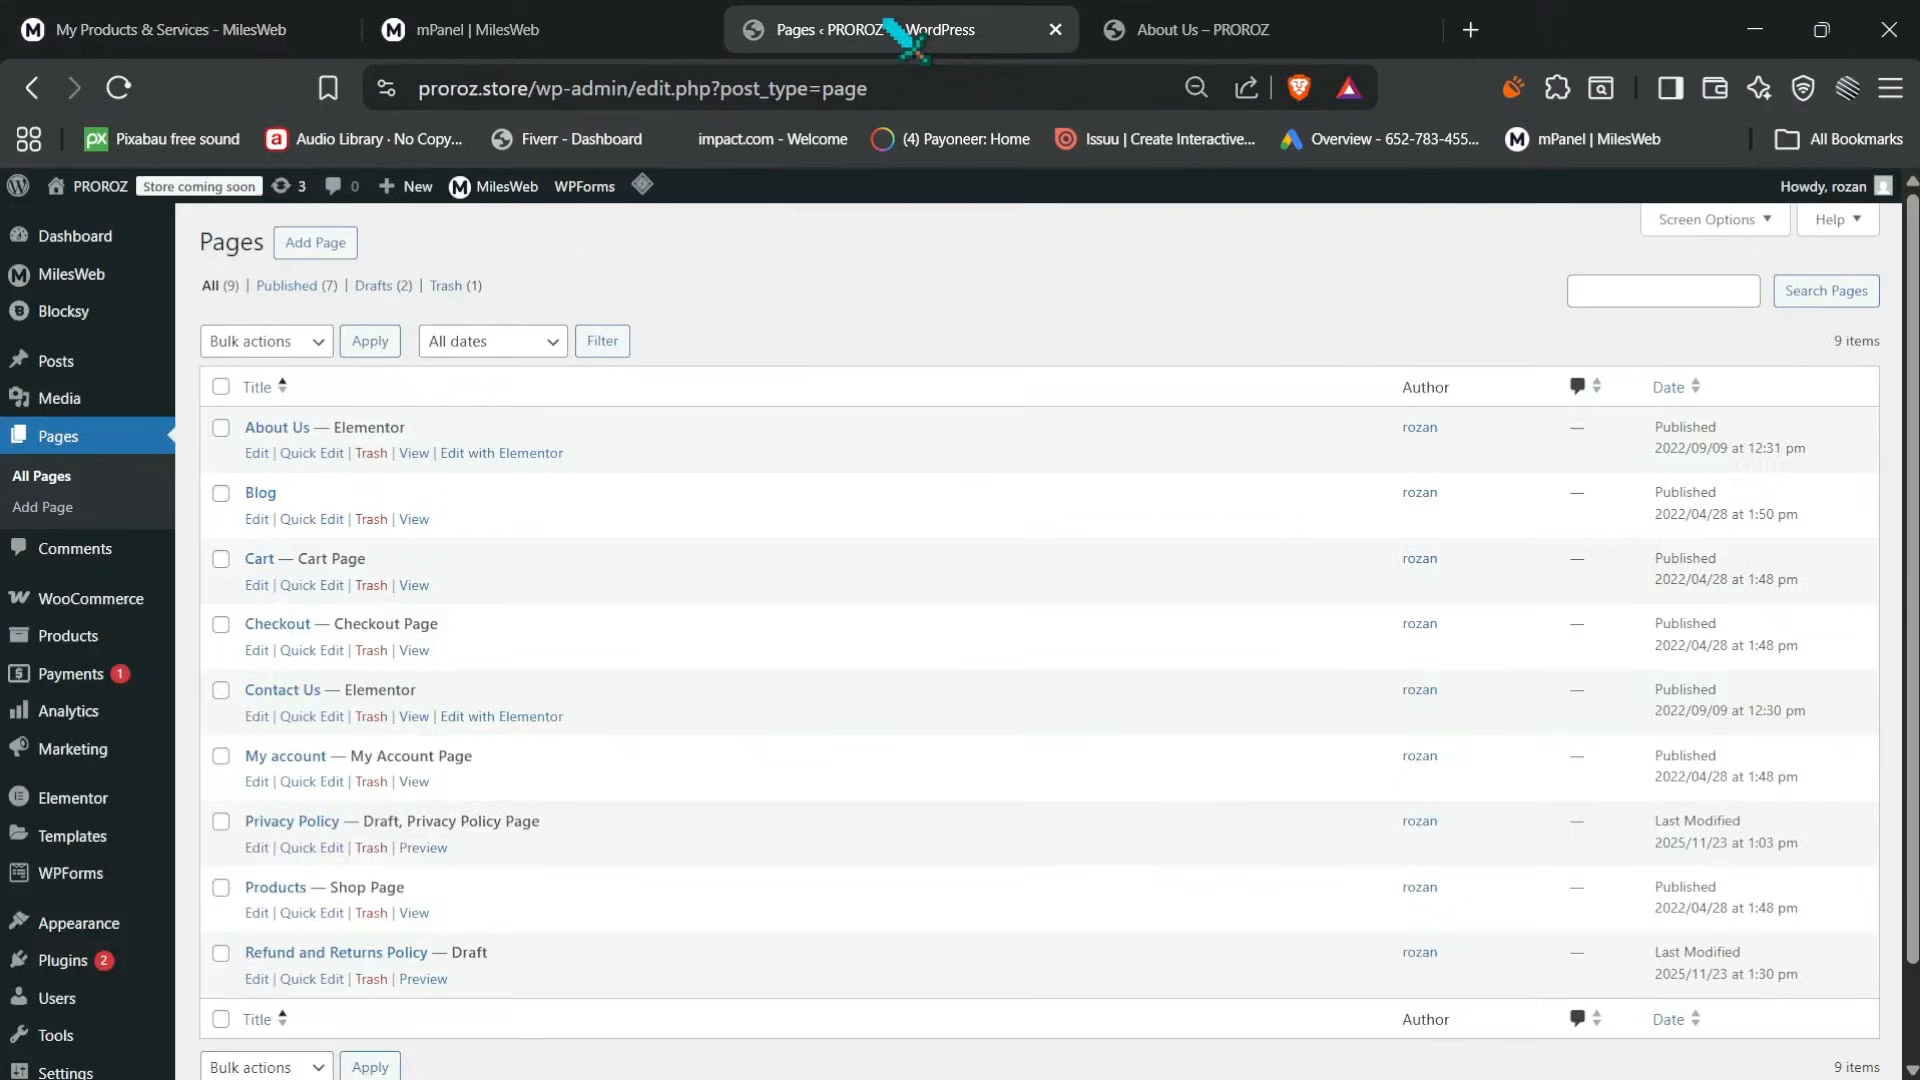 My Products & Services - MilesWeb
mPanel | MilesWeb
Pages ‹ PROROZ WordPress
About Us – PROROZ
proroz.store/wp-admin/edit.php?post_type=page
Pixabau free sound
Audio Library · No Copy...
Fiverr - Dashboard
impact.com - Welcome
(4) Payoneer: Home
Issuu | Create Interactive...
Overview - 652-783-455...
mPanel | MilesWeb
All Bookmarks
PROROZ Store coming soon 3 0 New MilesWeb WPForms
Howdy, rozan
Dashboard
MilesWeb
Blocksy
Posts
Media
Pages
All Pages
Add Page
Comments
WooCommerce
Products
Payments 1
Analytics
Marketing
Elementor
Templates
WPForms
Appearance
Plugins 2
Users
Tools
Settings
Screen Options
Help
Pages Add Page
All (9) | Published (7) | Drafts (2) | Trash (1)
Search Pages
Bulk actions Apply All dates Filter
9 items
Title Author Date
About Us — Elementor
Edit | Quick Edit | Trash | View | Edit with Elementor
rozan
—
Published
2022/09/09 at 12:31 pm
Blog
Edit | Quick Edit | Trash | View
rozan
—
Published
2022/04/28 at 1:50 pm
Cart — Cart Page
Edit | Quick Edit | Trash | View
rozan
—
Published
2022/04/28 at 1:48 pm
Checkout — Checkout Page
Edit | Quick Edit | Trash | View
rozan
—
Published
2022/04/28 at 1:48 pm
Contact Us — Elementor
Edit | Quick Edit | Trash | View | Edit with Elementor
rozan
—
Published
2022/09/09 at 12:30 pm
My account — My Account Page
Edit | Quick Edit | Trash | View
rozan
—
Published
2022/04/28 at 1:48 pm
Privacy Policy — Draft, Privacy Policy Page
Edit | Quick Edit | Trash | Preview
rozan
—
Last Modified
2025/11/23 at 1:03 pm
Products — Shop Page
Edit | Quick Edit | Trash | View
rozan
—
Published
2022/04/28 at 1:48 pm
Refund and Returns Policy — Draft
Edit | Quick Edit | Trash | Preview
rozan
—
Last Modified
2025/11/23 at 1:30 pm
Title Author Date
Bulk actions Apply
9 items